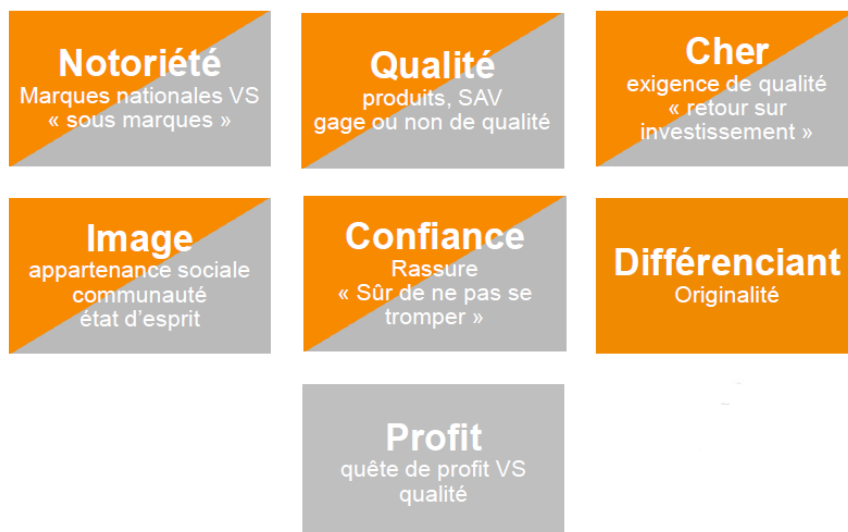 Notoriété
Marques nationales VS
« sous marques »
Qualité
produits, SAV
gage ou non de qualité
Cher
exigence de qualité
« retour sur
investissement »
Image
appartenance sociale
communauté
état d’esprit
Confiance
Rassure
« Sûr de ne pas se
tromper »
Différenciant
Originalité
Profit
quête de profit VS
qualité